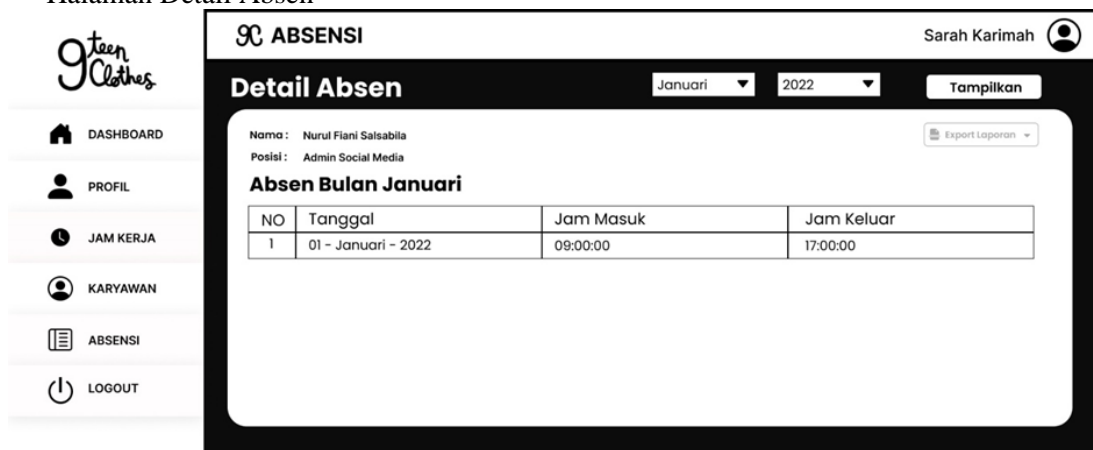 Halaman Detail Absen
9teen
Clothes
9C ABSENSI
Sarah Karimah
Detail Absen
Januari
2022
Tampilkan
DASHBOARD
PROFIL
JAM KERJA
KARYAWAN
ABSENSI
LOGOUT
Nama : Nurul Fiani Salsabila
Export Laporan
Posisi : Admin Social Media
Absen Bulan Januari
NO Tanggal Jam Masuk Jam Keluar
1 01 - Januari - 2022 09:00:00 17:00:00